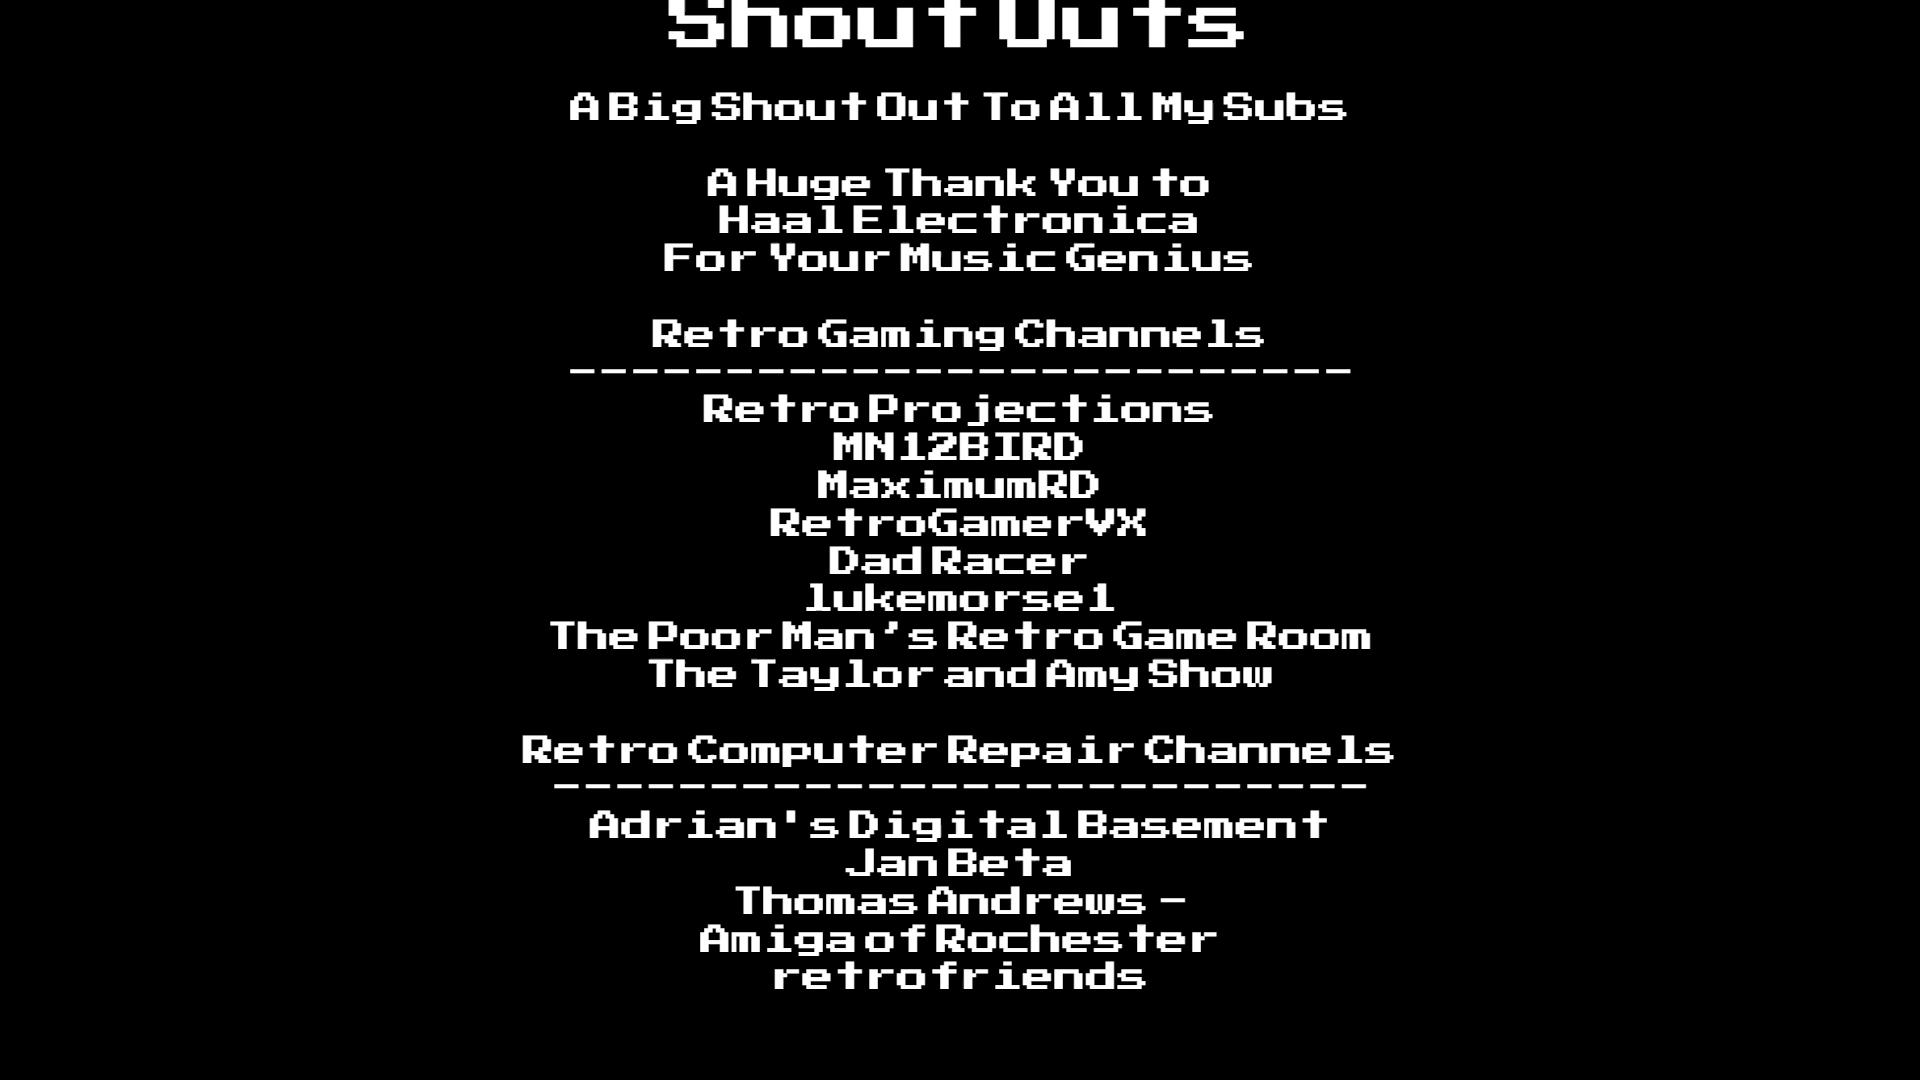 Shout Outs
A Big Shout Out To All My Subs
A Huge Thank You to
Haal Electronica
For Your Music Genius
Retro Gaming Channels
-------------------------
Retro Projections
MN12BIRD
MaximumRD
RetroGamerVX
Dad Racer
lukemorse1
The Poor Man's Retro Game Room
The Taylor and Amy Show
Retro Computer Repair Channels
--------------------------
Adrian's Digital Basement
Jan Beta
Thomas Andrews -
Amiga of Rochester
retrofriends